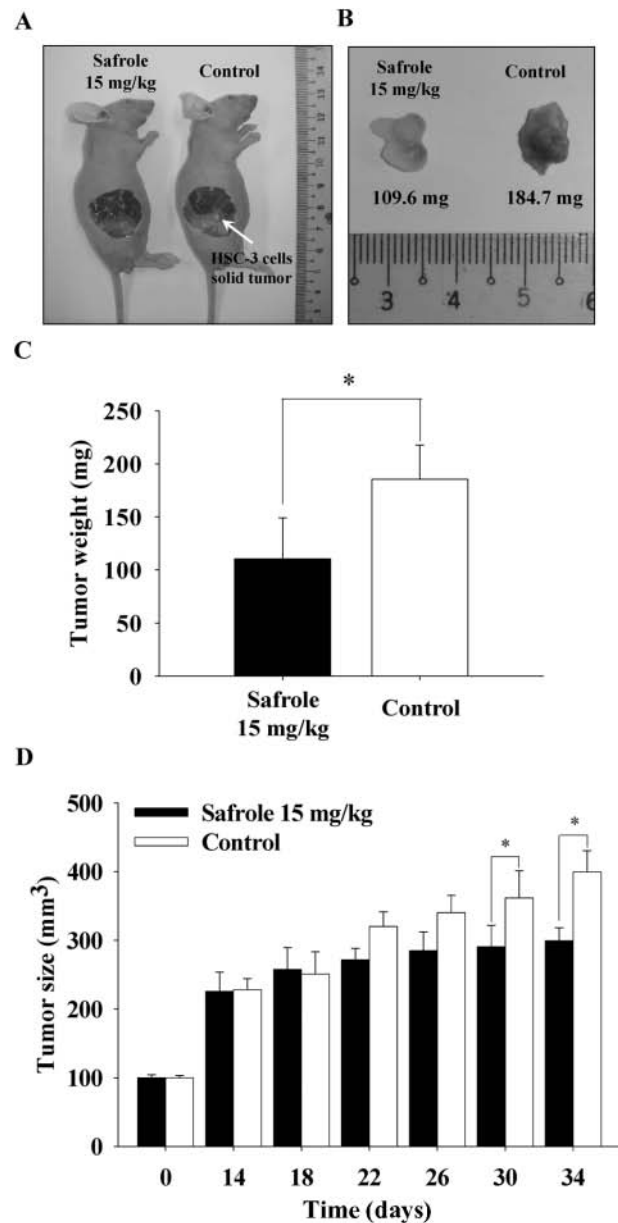 A
Safrole
15 mg/kg
Control
HSC-3 cells
solid tumor
B
Safrole
15 mg/kg
Control
109.6 mg
184.7 mg
3 4 5 6
C
*
Tumor weight (mg)
250
200
150
100
50
0
Safrole
15 mg/kg
Control
D
Safrole 15 mg/kg
Control
* *
Tumor size (mm³)
500
400
300
200
100
0
0 14 18 22 26 30 34
Time (days)